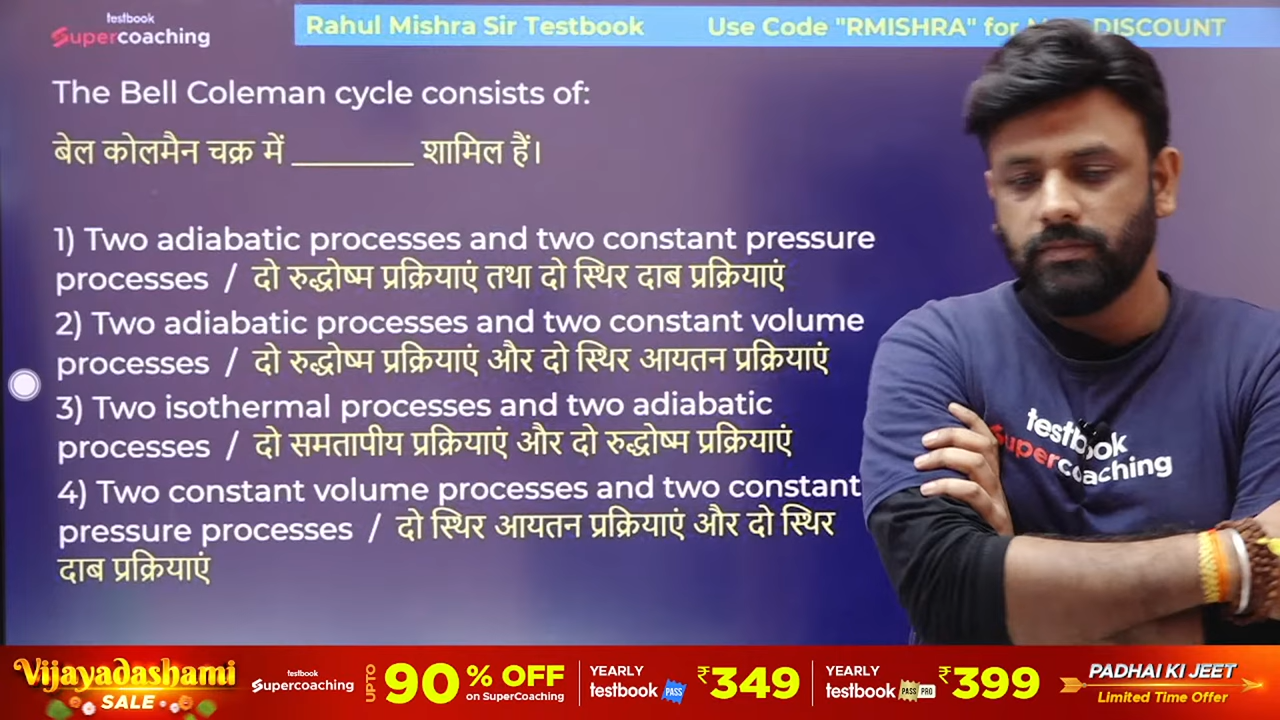 testbook
Supercoaching
Rahul Mishra Sir Testbook
Use Code "RMISHRA" for DISCOUNT
The Bell Coleman cycle consists of:
बेल कोलमैन चक्र में ________ शामिल हैं।
1) Two adiabatic processes and two constant pressure
processes / दो रुद्धोष्म प्रक्रियाएं तथा दो स्थिर दाब प्रक्रियाएं
2) Two adiabatic processes and two constant volume
processes / दो रुद्धोष्म प्रक्रियाएं और दो स्थिर आयतन प्रक्रियाएं
3) Two isothermal processes and two adiabatic
processes / दो समतापीय प्रक्रियाएं और दो रुद्धोष्म प्रक्रियाएं
4) Two constant volume processes and two constant
pressure processes / दो स्थिर आयतन प्रक्रियाएं और दो स्थिर
दाब प्रक्रियाएं
testbook
Supercoaching
Vijayadashami
SALE
testbook
Supercoaching
UPTO 90% OFF
on SuperCoaching
YEARLY
testbook PASS
₹349
YEARLY
testbook PASS PRO
₹399
PADHAI KI JEET
Limited Time Offer